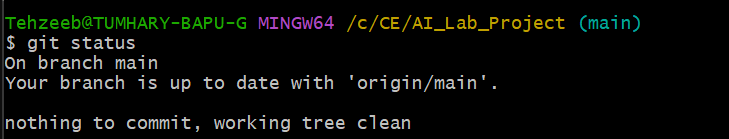 Tehzeeb@TUMHARY-BAPU-G MINGW64 /c/CE/AI_Lab_Project (main)
$ git status
On branch main
Your branch is up to date with 'origin/main'.
nothing to commit, working tree clean